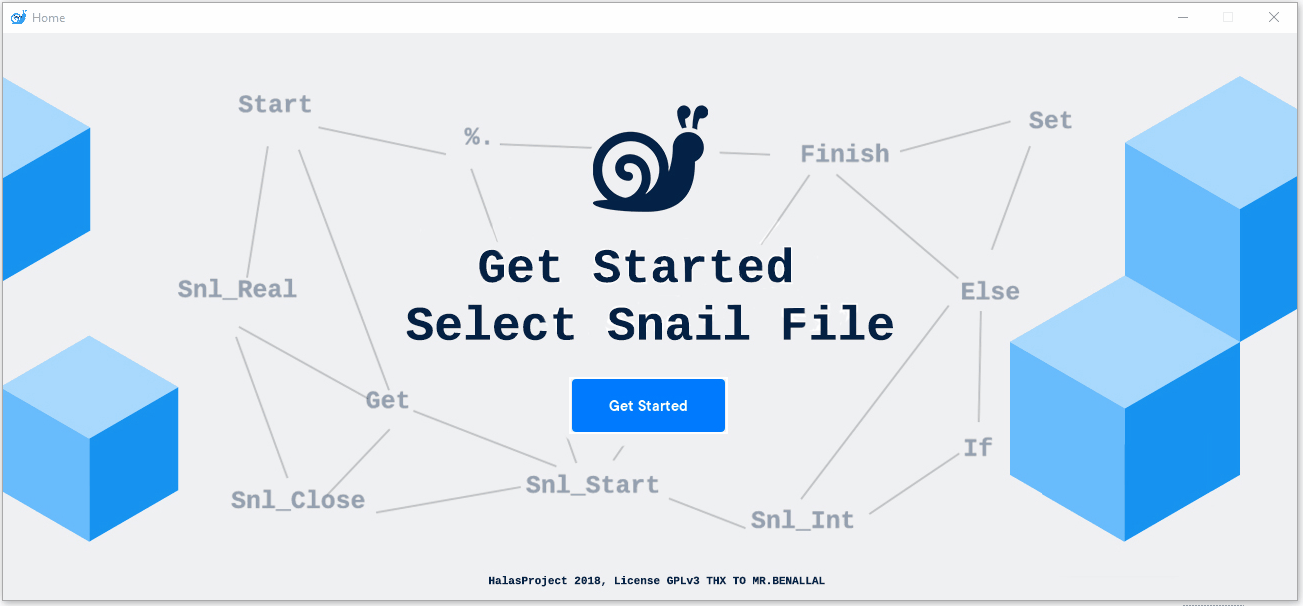 Home
Start
Set
%.
Finish
Get Started
Snl_Real
Else
Select Snail File
Get
Get Started
If
Snl_Start
Snl_Close
Snl_Int
HalasProject 2018, License GPLv3 THX TO MR.BENALLAL